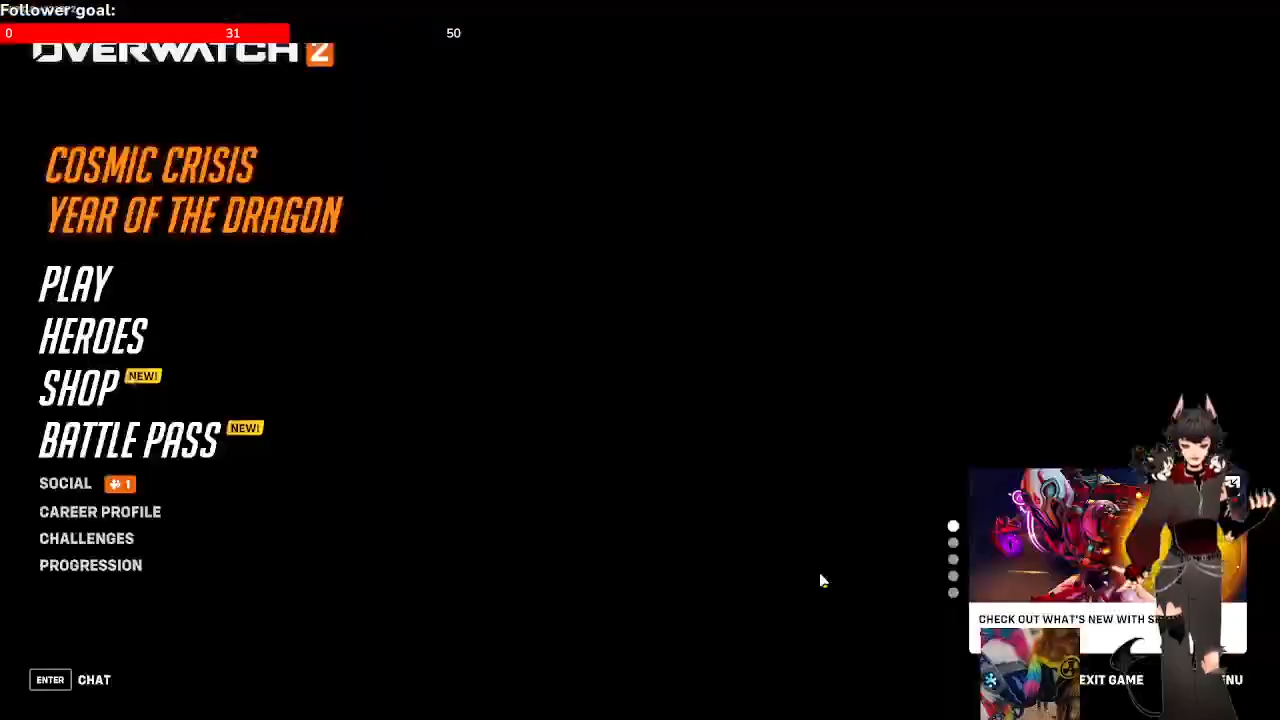 Follower goal:
0 31 50
OVERWATCH 2
COSMIC CRISIS
YEAR OF THE DRAGON
PLAY
HEROES
SHOP NEW!
BATTLE PASS NEW!
SOCIAL 1
CAREER PROFILE
CHALLENGES
PROGRESSION
CHECK OUT WHAT'S NEW WITH
ENTER CHAT
EXIT GAME